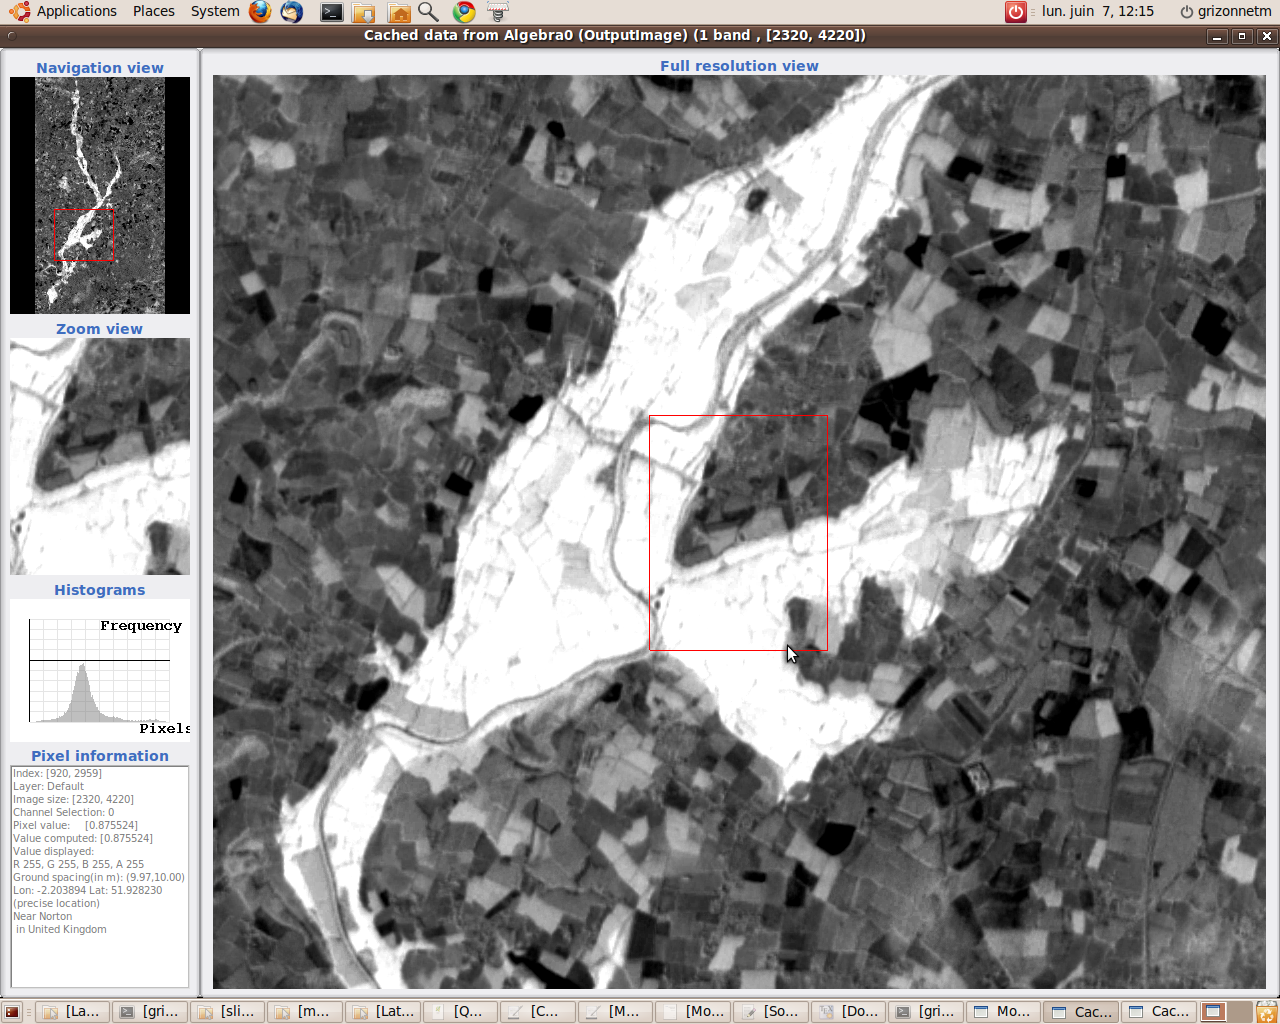 Applications Places System lun. juin 7, 12:15 grizonnetm
Cached data from Algebra0 (OutputImage) (1 band , [2320, 4220])
Navigation view
Full resolution view
Zoom view
Histograms
Frequency
Pixels
Pixel information
Index: [920, 2959]
Layer: Default
Image size: [2320, 4220]
Channel Selection: 0
Pixel value: [0.875524]
Value computed: [0.875524]
Value displayed:
R 255, G 255, B 255, A 255
Ground spacing(in m): (9.97,10.00)
Lon: -2.203894 Lat: 51.928230
(precise location)
Near Norton
in United Kingdom
[La... [gri... [sli... [m... [Lat... [Q... [C... [M... [Mo... [So... [Do... [gri... Mo... Cac... Cac...